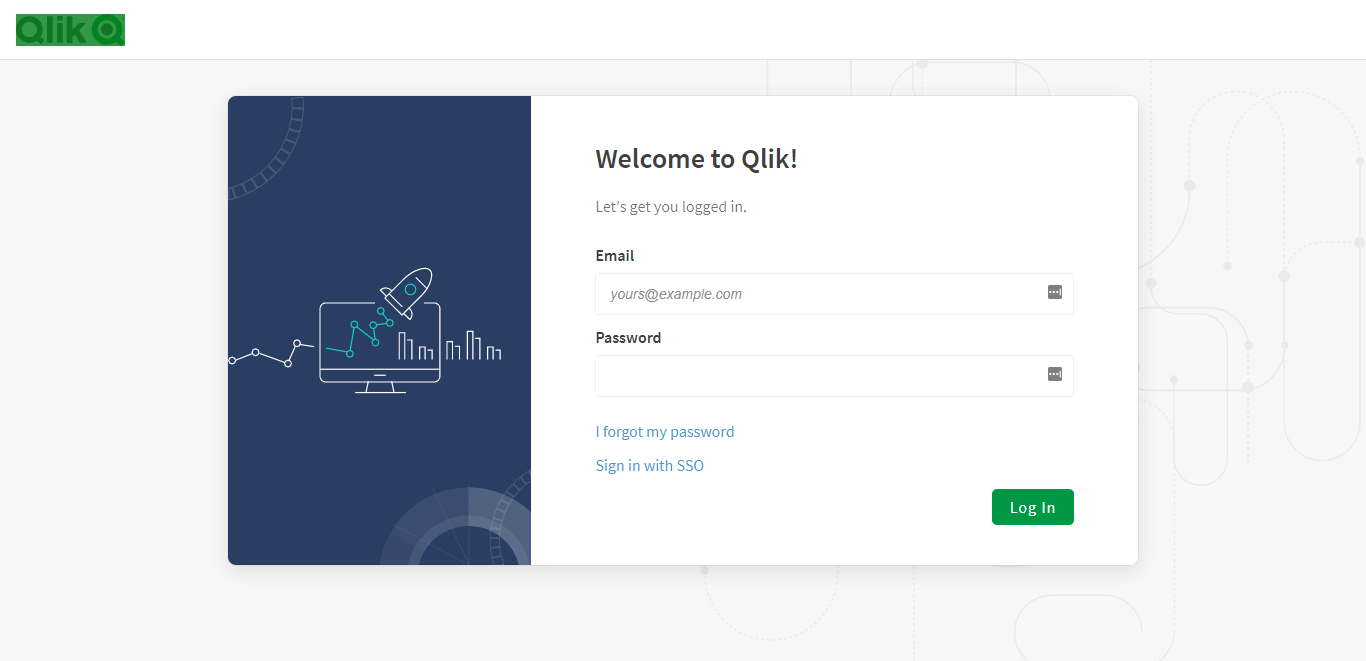 Qlik
Welcome to Qlik!
Let's get you logged in.
Email
yours@example.com
Password
I forgot my password
Sign in with SSO
Log In